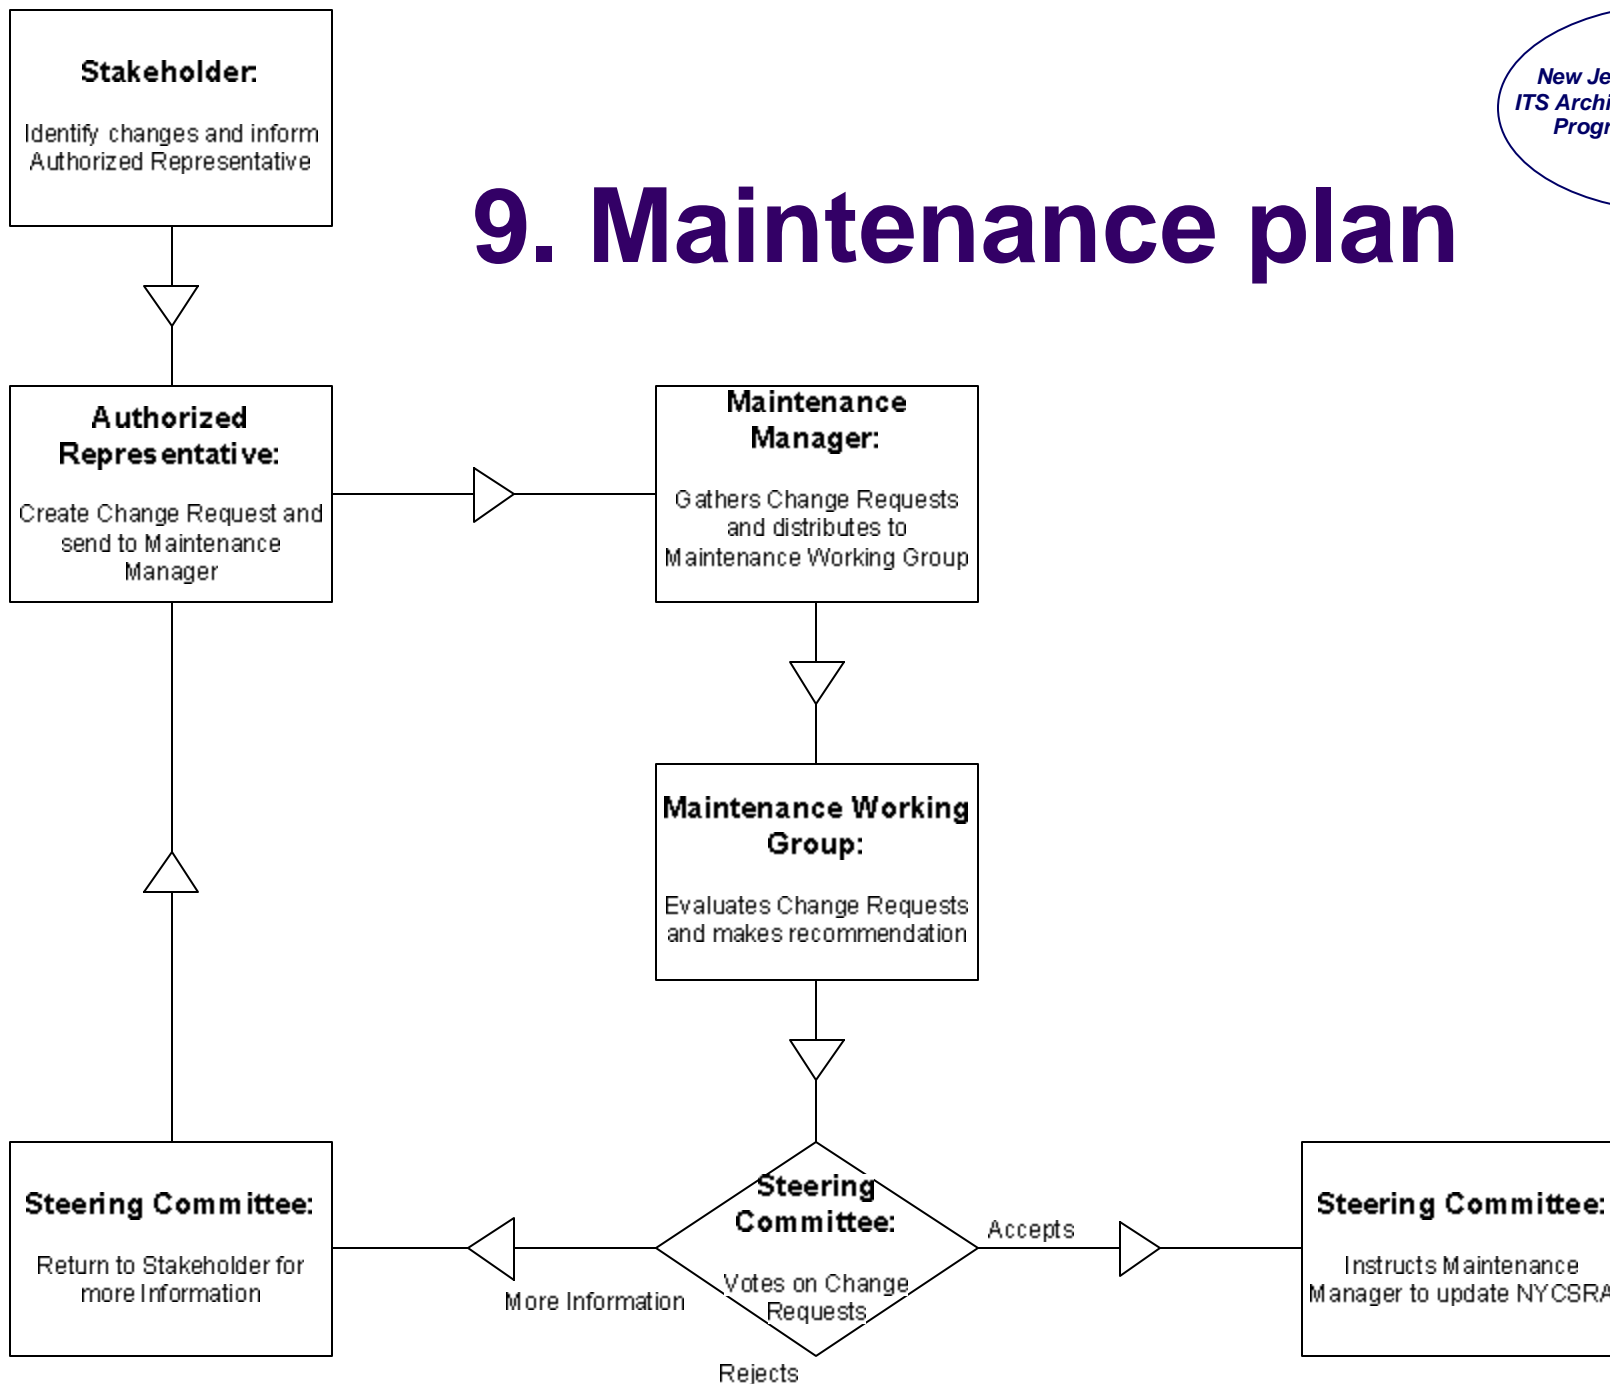 Stakeholder:
Identify changes and inform
Authorized Representative
New Je
ITS Archi
Progr
9. Maintenance plan
Authorized
Representative:
Create Change Request and
send to Maintenance
Manager
Maintenance
Manager:
Gathers Change Requests
and distributes to
Maintenance Working Group
Maintenance Working
Group:
Evaluates Change Requests
and makes recommendation
Steering Committee:
Return to Stakeholder for
more Information
More Information
Steering
Committee:
Votes on Change
Requests
Rejects
Accepts
Steering Committee:
Instructs Maintenance
Manager to update NYCSRA